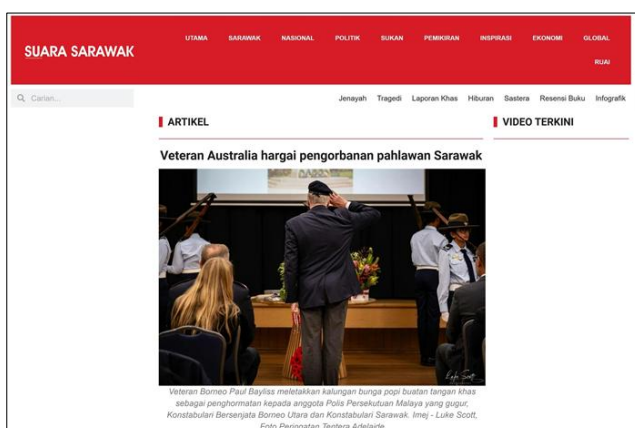 SUARA SARAWAK
UTAMA SARAWAK NASIONAL POLITIK SUKAN PEMIKIRAN INSPIRASI EKONOMI GLOBAL
RUAI
Carian...
Jenayah Tragedi Laporan Khas Hiburan Sastera Resensi Buku Infografik
ARTIKEL
VIDEO TERKINI
Veteran Australia hargai pengorbanan pahlawan Sarawak
Luke Scott
Veteran Borneo Paul Bayliss meletakkan kalungan bunga popi buatan tangan khas
sebagai penghormatan kepada anggota Polis Persekutuan Malaya yang gugur,
Konstabulari Bersenjata Borneo Utara dan Konstabulari Sarawak. Imej - Luke Scott,
Foto Peringatan Tentera Adelaide